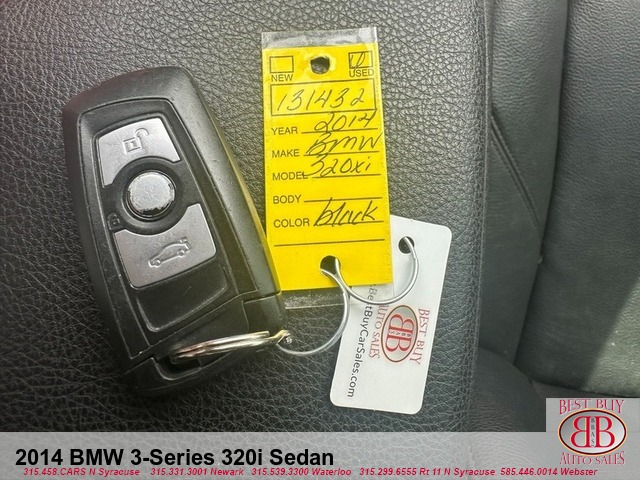 NEW
USED
131432
YEAR 2014
MAKE BMW
MODEL 320xi
BODY
COLOR black
BEST BUY
BB
AUTO SALES
BestBuyCarSales.com
2014 BMW 3-Series 320i Sedan
315.458.CARS N Syracuse 315.331.3001 Newark 315.539.3300 Waterloo 315.299.6555 Rt 11 N Syracuse 585.446.0014 Webster
BEST BUY
BB
AUTO SALES